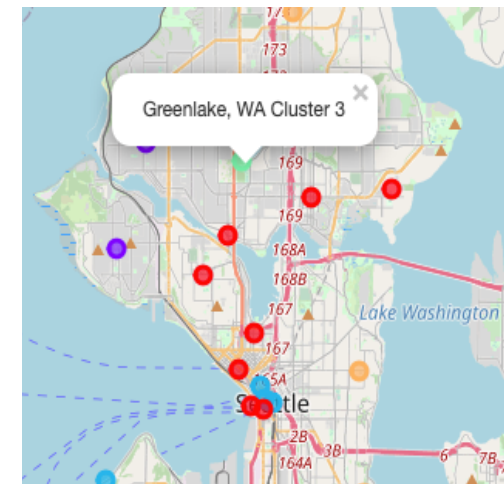 173
Greenlake, WA Cluster 3
×
169
169
168A
168B
167
Lake Washington
167
165A
Seattle
2B
3B
6
7B
164A